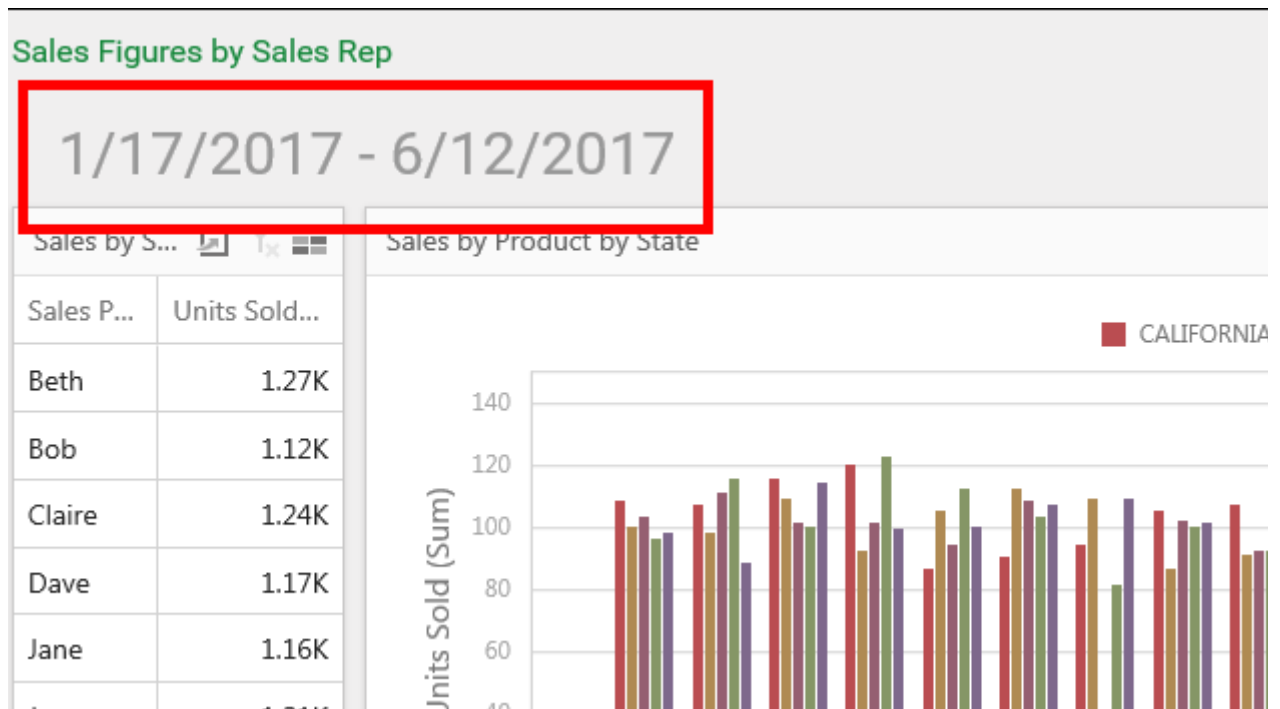 Sales Figures by Sales Rep
1/17/2017 - 6/12/2017
Sales by S...
Sales by Product by State
Sales P... Units Sold...
Beth 1.27K
Bob 1.12K
Claire 1.24K
Dave 1.17K
Jane 1.16K
CALIFORNIA
140
120
100
80
60
Units Sold (Sum)